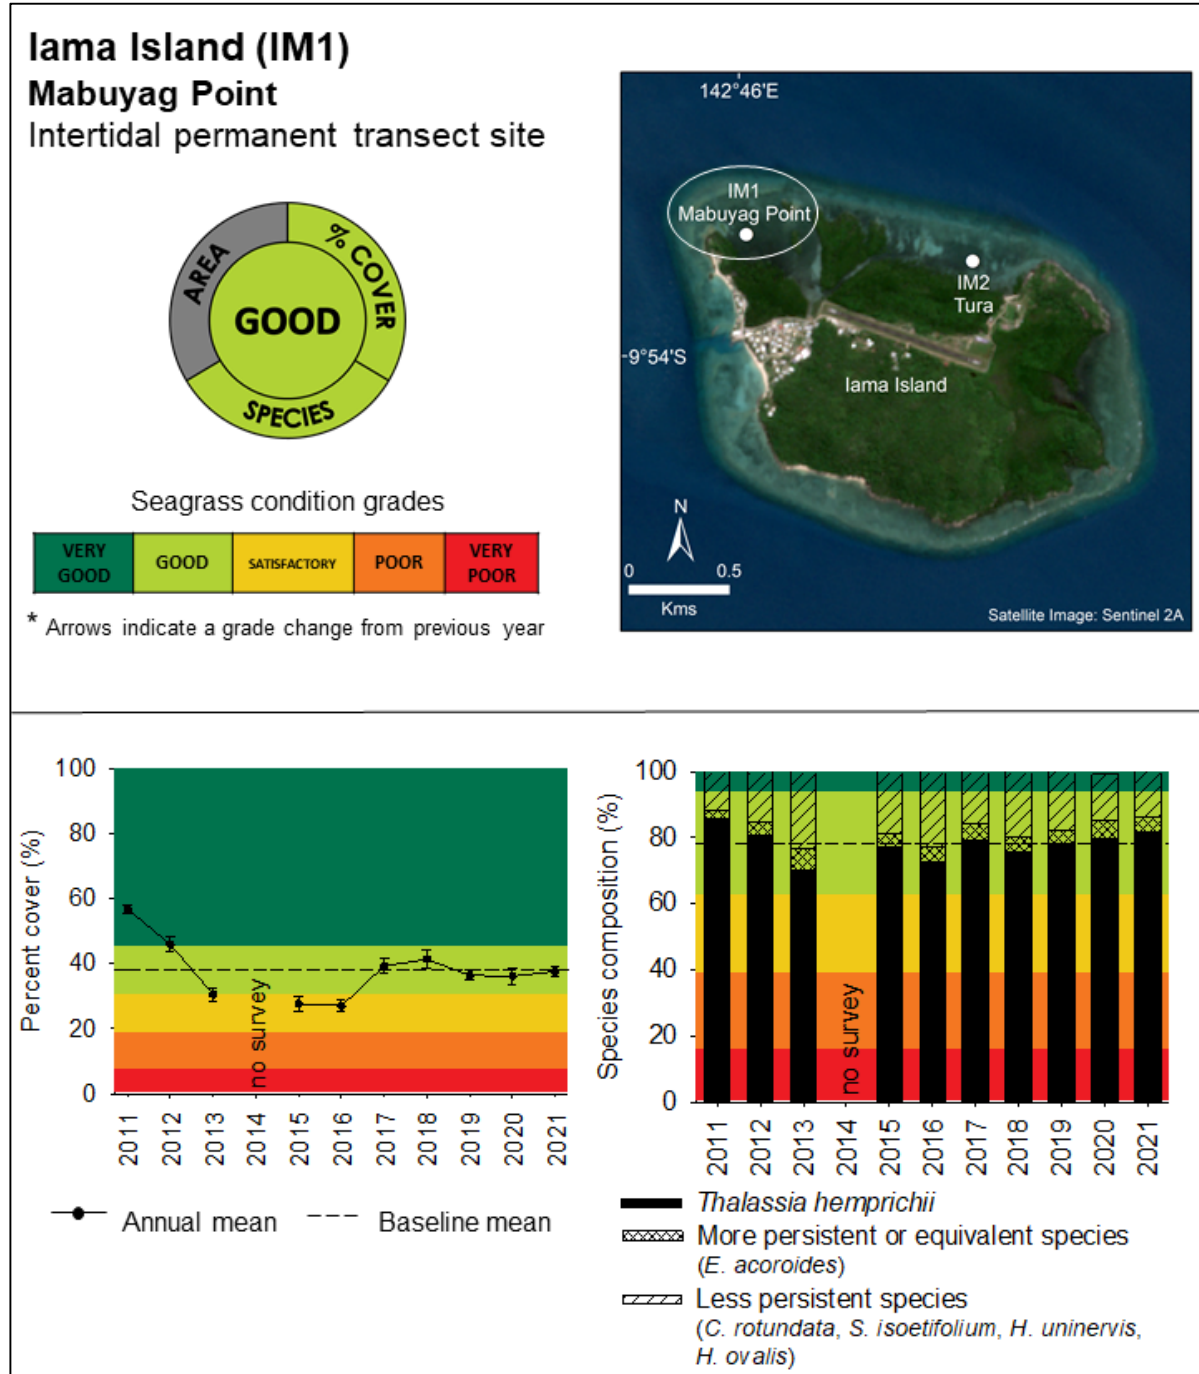 Iama Island (IM1)
Mabuyag Point
Intertidal permanent transect site
AREA
% COVER
GOOD
SPECIES
Seagrass condition grades
VERY GOOD
GOOD
SATISFACTORY
POOR
VERY POOR
* Arrows indicate a grade change from previous year
142°46'E
IM1
Mabuyag Point
IM2
Tura
9°54'S
Iama Island
N
0 0.5
Kms
Satellite Image: Sentinel 2A
Percent cover (%)
100
80
60
40
20
0
no survey
2011 2012 2013 2014 2015 2016 2017 2018 2019 2020 2021
Annual mean
Baseline mean
Species composition (%)
100
80
60
40
20
0
no survey
2011 2012 2013 2014 2015 2016 2017 2018 2019 2020 2021
Thalassia hemprichii
More persistent or equivalent species
(E. acoroides)
Less persistent species
(C. rotundata, S. isoetifolium, H. uninervis,
H. ovalis)